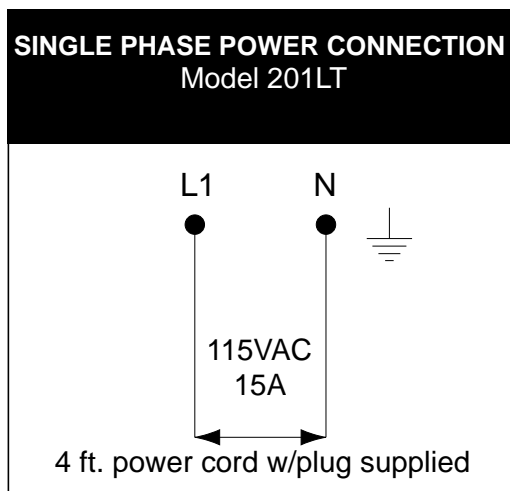 SINGLE PHASE POWER CONNECTION
Model 201LT
L1 N
115VAC
15A
4 ft. power cord w/plug supplied